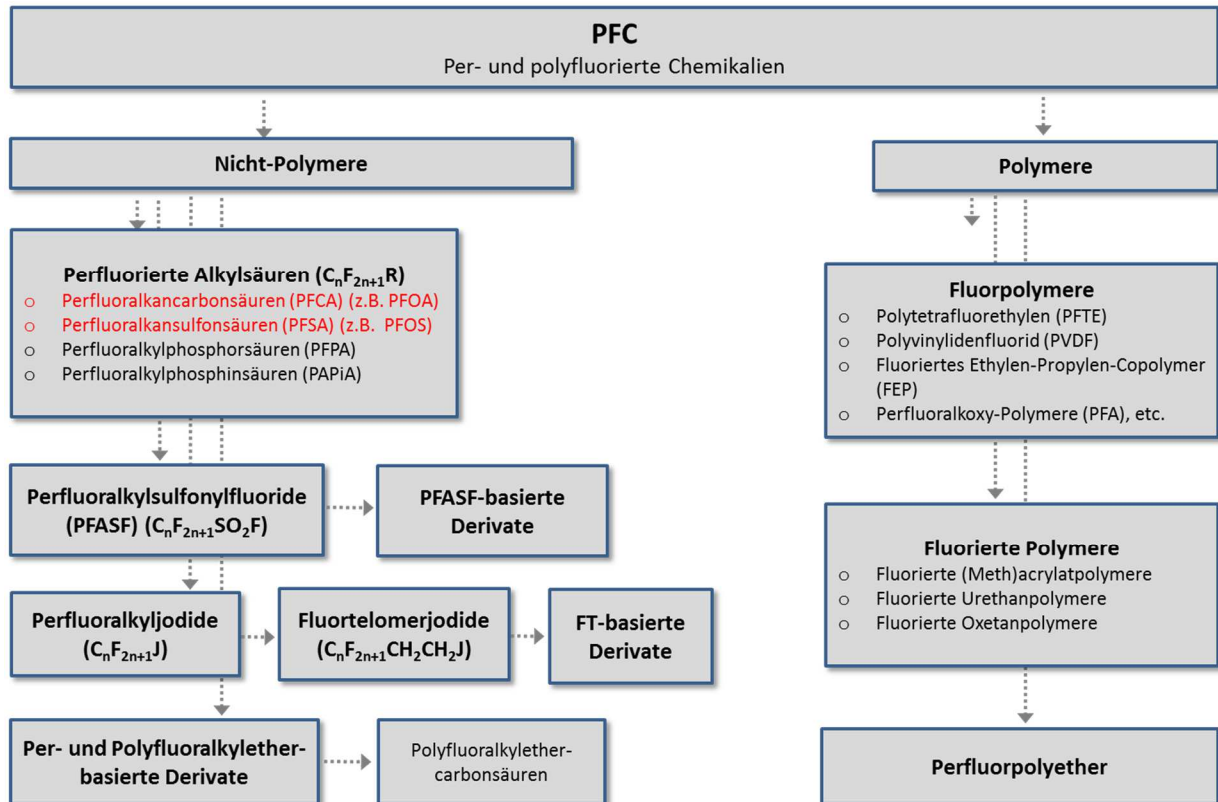 PFC
Per- und polyfluorierte Chemikalien
Nicht-Polymere
Perfluorierte Alkylsäuren (CₙF₂ₙ₊₁R)
o Perfluoralkancarbonsäuren (PFCA) (z.B. PFOA)
o Perfluoralkansulfonsäuren (PFSA) (z.B. PFOS)
o Perfluoralkylphosphorsäuren (PFPA)
o Perfluoralkylphosphinsäuren (PAPiA)
Perfluoralkylsulfonylfluoride
(PFASF) (CₙF₂ₙ₊₁SO₂F)
PFASF-basierte
Derivate
Perfluoralkyljodide
(CₙF₂ₙ₊₁J)
Fluortelomerjodide
(CₙF₂ₙ₊₁CH₂CH₂J)
FT-basierte
Derivate
Per- und Polyfluoralkylether-
basierte Derivate
Polyfluoralkylether-
carbonsäuren
Polymere
Fluorpolymere
o Polytetrafluorethylen (PFTE)
o Polyvinylidenfluorid (PVDF)
o Fluoriertes Ethylen-Propylen-Copolymer
(FEP)
o Perfluoralkoxy-Polymere (PFA), etc.
Fluorierte Polymere
o Fluorierte (Meth)acrylatpolymere
o Fluorierte Urethanpolymere
o Fluorierte Oxetanpolymere
Perfluorpolyether